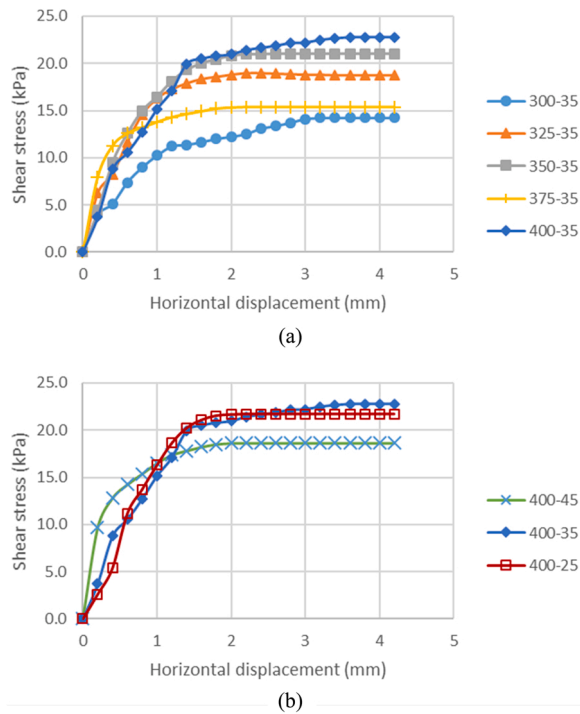 25.0
20.0
15.0
10.0
5.0
0.0
Shear stress (kPa)
0 1 2 3 4 5
Horizontal displacement (mm)
300-35
325-35
350-35
375-35
400-35
(a)
25.0
20.0
15.0
10.0
5.0
0.0
Shear stress (kPa)
0 1 2 3 4 5
Horizontal displacement (mm)
400-45
400-35
400-25
(b)